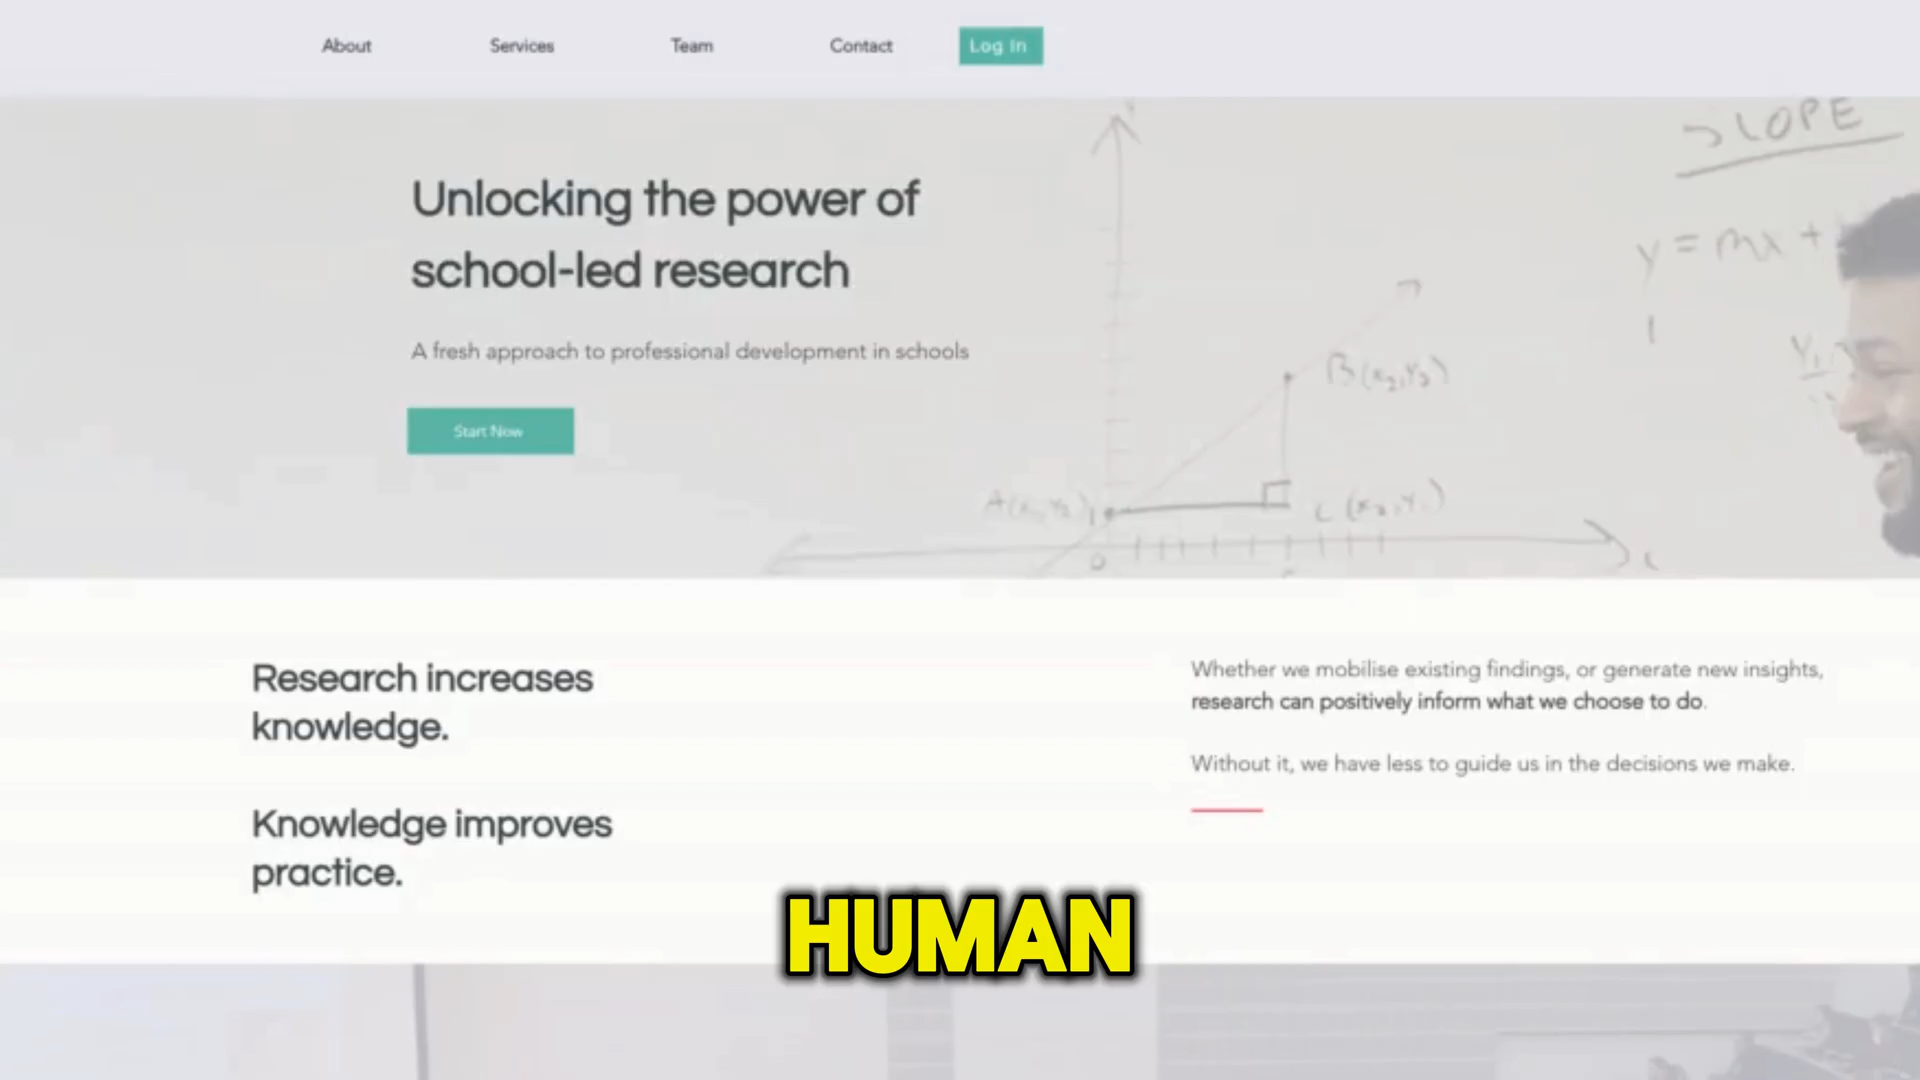 About
Services
Team
Contact
Log In
SLOPE
Unlocking the power of
school-led research
y = mx +
A fresh approach to professional development in schools
Start Now
Research increases
knowledge.
Knowledge improves
practice.
Whether we mobilise existing findings, or generate new insights,
research can positively inform what we choose to do.
Without it, we have less to guide us in the decisions we make.
HUMAN